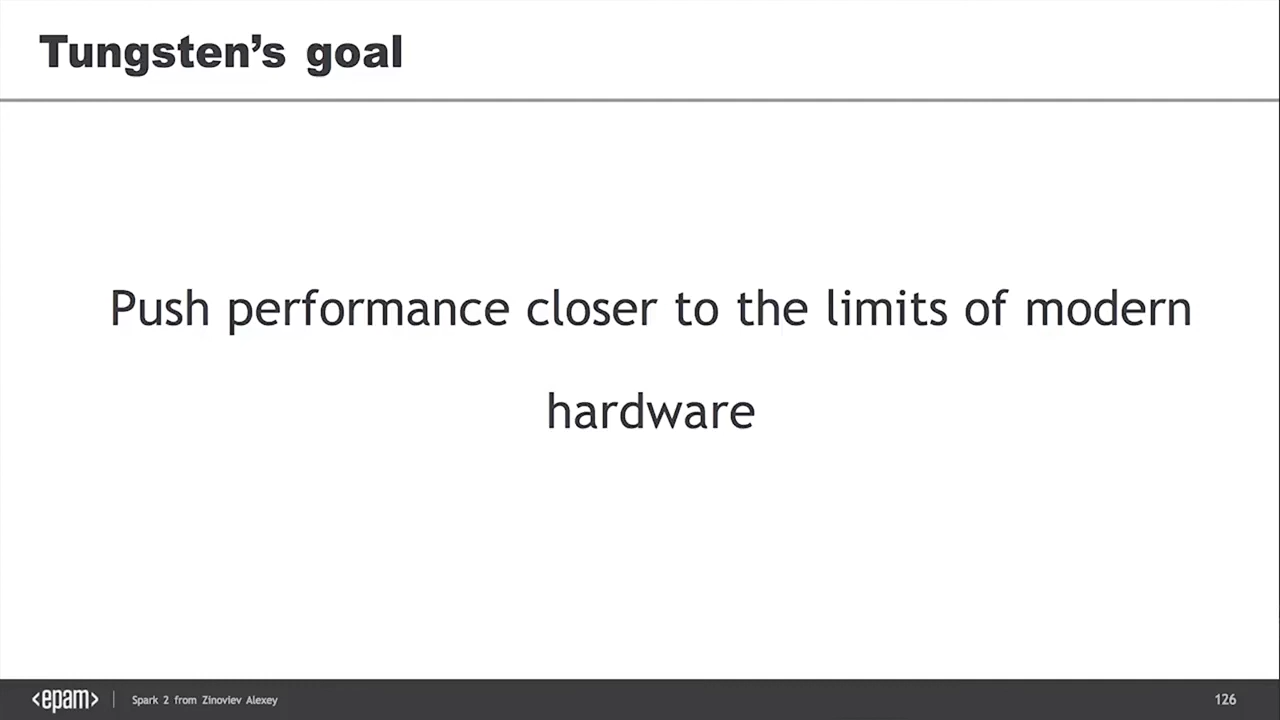 Tungsten’s goal
Push performance closer to the limits of modern
hardware
<epam>
Spark 2 from Zinoviev Alexey
126